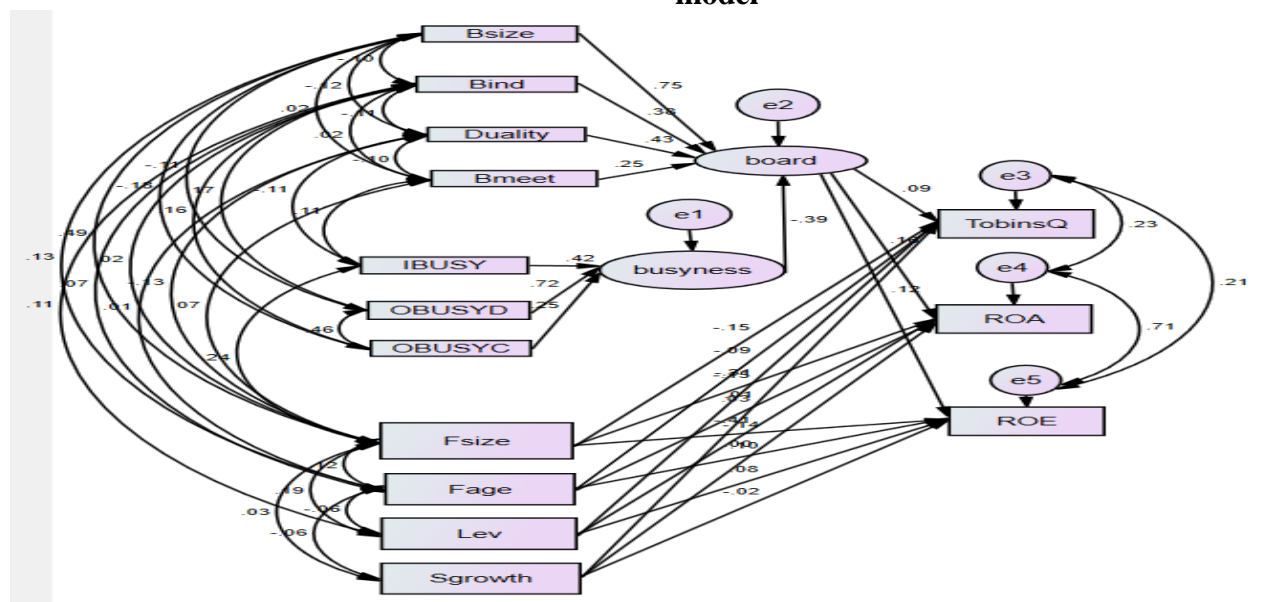 model
Bsize
-.10
Bind
.75
-.12
e2
.02
.38
-.11
Duality
.43
.02
board
-.10
.25
-.11
Bmeet
e3
-.18
.17
-.11
.09
.16
.11
e1
-.39
TobinsQ
.23
.49
.13
.02
IBUSY
.42
busyness
e4
.07
-.13
.72
.12
.21
.11
.01
.07
OBUSYD
.25
ROA
.46
-.15
.71
OBUSYC
.24
-.09
e5
Fsize
ROE
.12
.08
.19
Fage
-.02
.03
-.06
-.06
Lev
Sgrowth